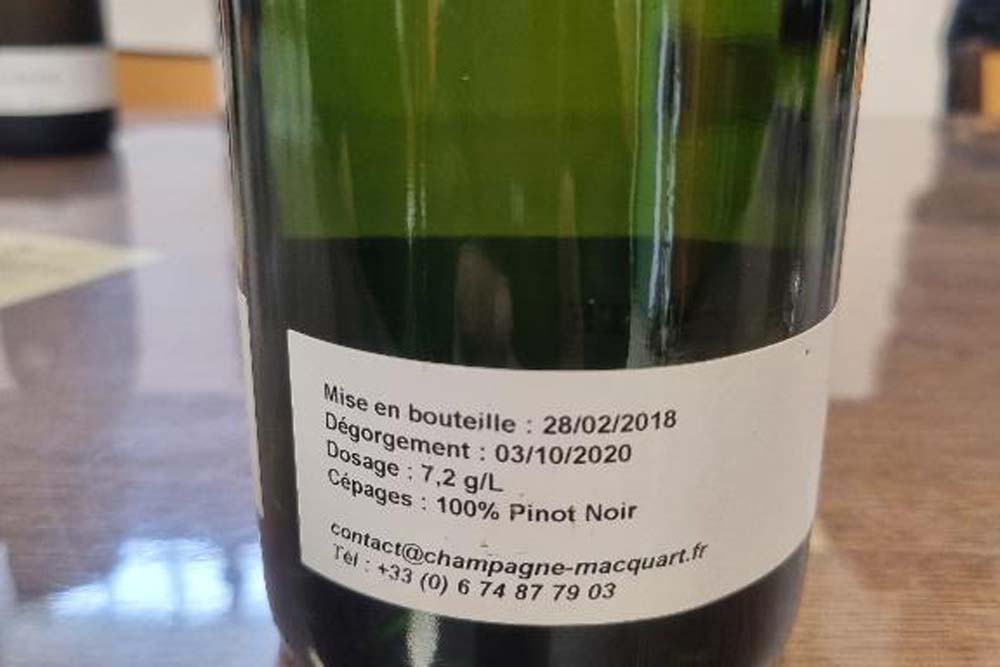 Mise en bouteille : 28/02/2018
Dégorgement : 03/10/2020
Dosage : 7,2 g/L
Cépages : 100% Pinot Noir
contact@champagne-macquart.fr
Tél : +33 (0) 6 74 87 79 03